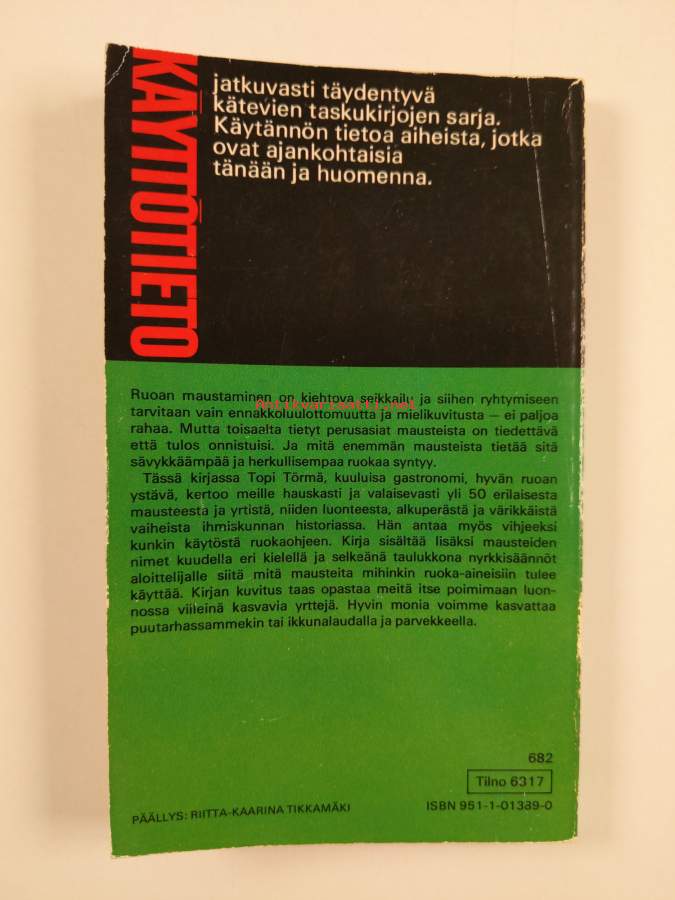 KÄYTTÖTIETO
jatkuvasti täydentyvä
kätevien taskukirjojen sarja.
Käytännön tietoa aiheista, jotka
ovat ajankohtaisia
tänään ja huomenna.
Ruoan maustaminen on kiehtova seikkailu ja siihen ryhtymiseen
Antikvariaatti.net
tarvitaan vain ennakkoluulottomuutta ja mielikuvitusta — ei paljoa
rahaa. Mutta toisaalta tietyt perusasiat mausteista on tiedettävä
että tulos onnistuisi. Ja mitä enemmän mausteista tietää sitä
sävykkäämpää ja herkullisempaa ruokaa syntyy.
Tässä kirjassa Topi Törmä, kuuluisa gastronomi, hyvän ruoan
ystävä, kertoo meille hauskasti ja valaisevasti yli 50 erilaisesta
mausteesta ja yrtistä, niiden luonteesta, alkuperästä ja värikkäistä
vaiheista ihmiskunnan historiassa. Hän antaa myös vihjeeksi
kunkin käytöstä ruokaohjeen. Kirja sisältää lisäksi mausteiden
nimet kuudella eri kielellä ja selkeänä taulukkona nyrkkisäännöt
aloittelijalle siitä mitä mausteita mihinkin ruoka-aineisiin tulee
käyttää. Kirjan kuvitus taas opastaa meitä itse poimimaan luon-
nossa villeinä kasvavia yrttejä. Hyvin monia voimme kasvattaa
puutarhassammekin tai ikkunalaudalla ja parvekkeella.
682
Tilno 6317
PÄÄLLYS: RIITTA-KAARINA TIKKAMÄKI
ISBN 951-1-01389-0